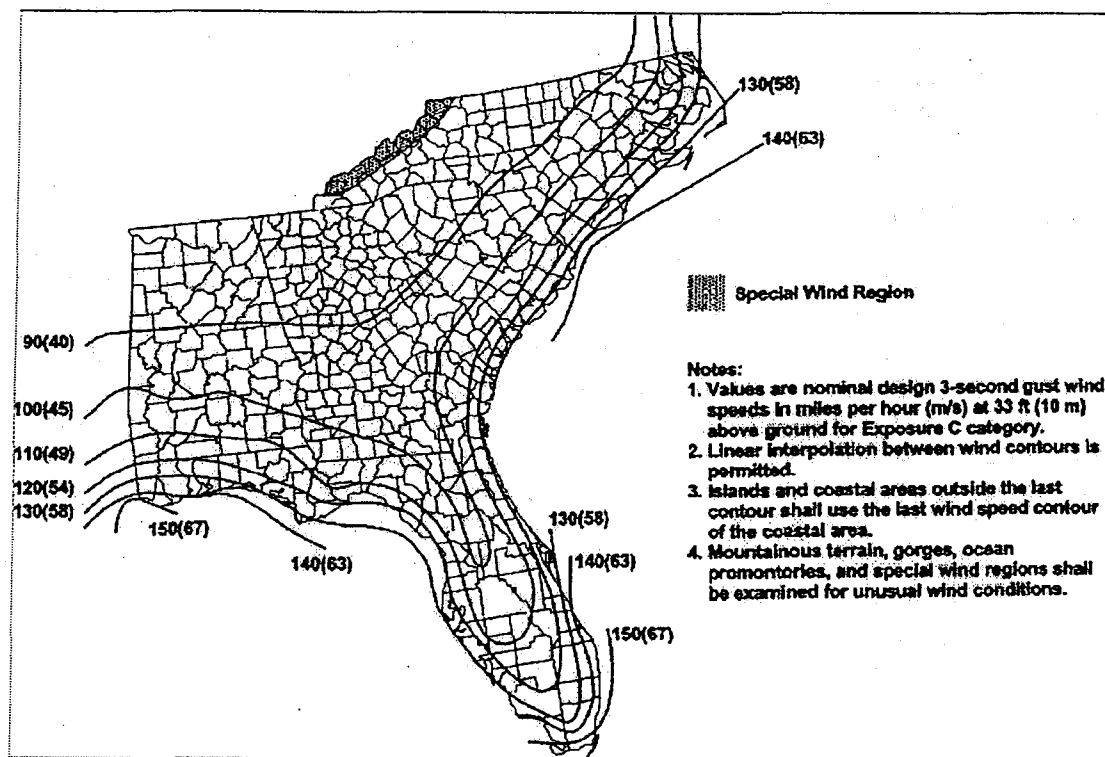 130(58)
140(63)
Special Wind Region
90(40)
100(45)
110(49)
120(54)
130(58)
150(67)
140(63)
130(58)
140(63)
150(67)
Notes:
1. Values are nominal design 3-second gust wind
speeds in miles per hour (m/s) at 33 ft (10 m)
above ground for Exposure C category.
2. Linear interpolation between wind contours is
permitted.
3. Islands and coastal areas outside the last
contour shall use the last wind speed contour
of the coastal area.
4. Mountainous terrain, gorges, ocean
promontories, and special wind regions shall
be examined for unusual wind conditions.